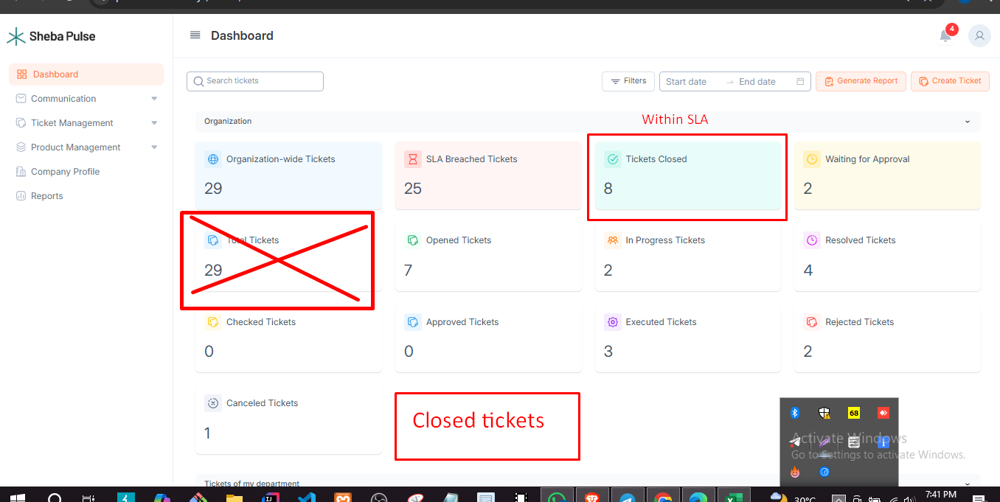 Sheba Pulse
Dashboard
4
Dashboard
Communication
Ticket Management
Product Management
Company Profile
Reports
Search tickets
Filters
Start date → End date
Generate Report
Create Ticket
Organization
Within SLA
Organization-wide Tickets
29
SLA Breached Tickets
25
Tickets Closed
8
Waiting for Approval
2
Total Tickets
29
Opened Tickets
7
In Progress Tickets
2
Resolved Tickets
4
Checked Tickets
0
Approved Tickets
0
Executed Tickets
3
Rejected Tickets
2
Canceled Tickets
1
Closed tickets
68
Activate Windows
Go to Settings to activate Windows.
Tickets of my department
30°C
7:41 PM